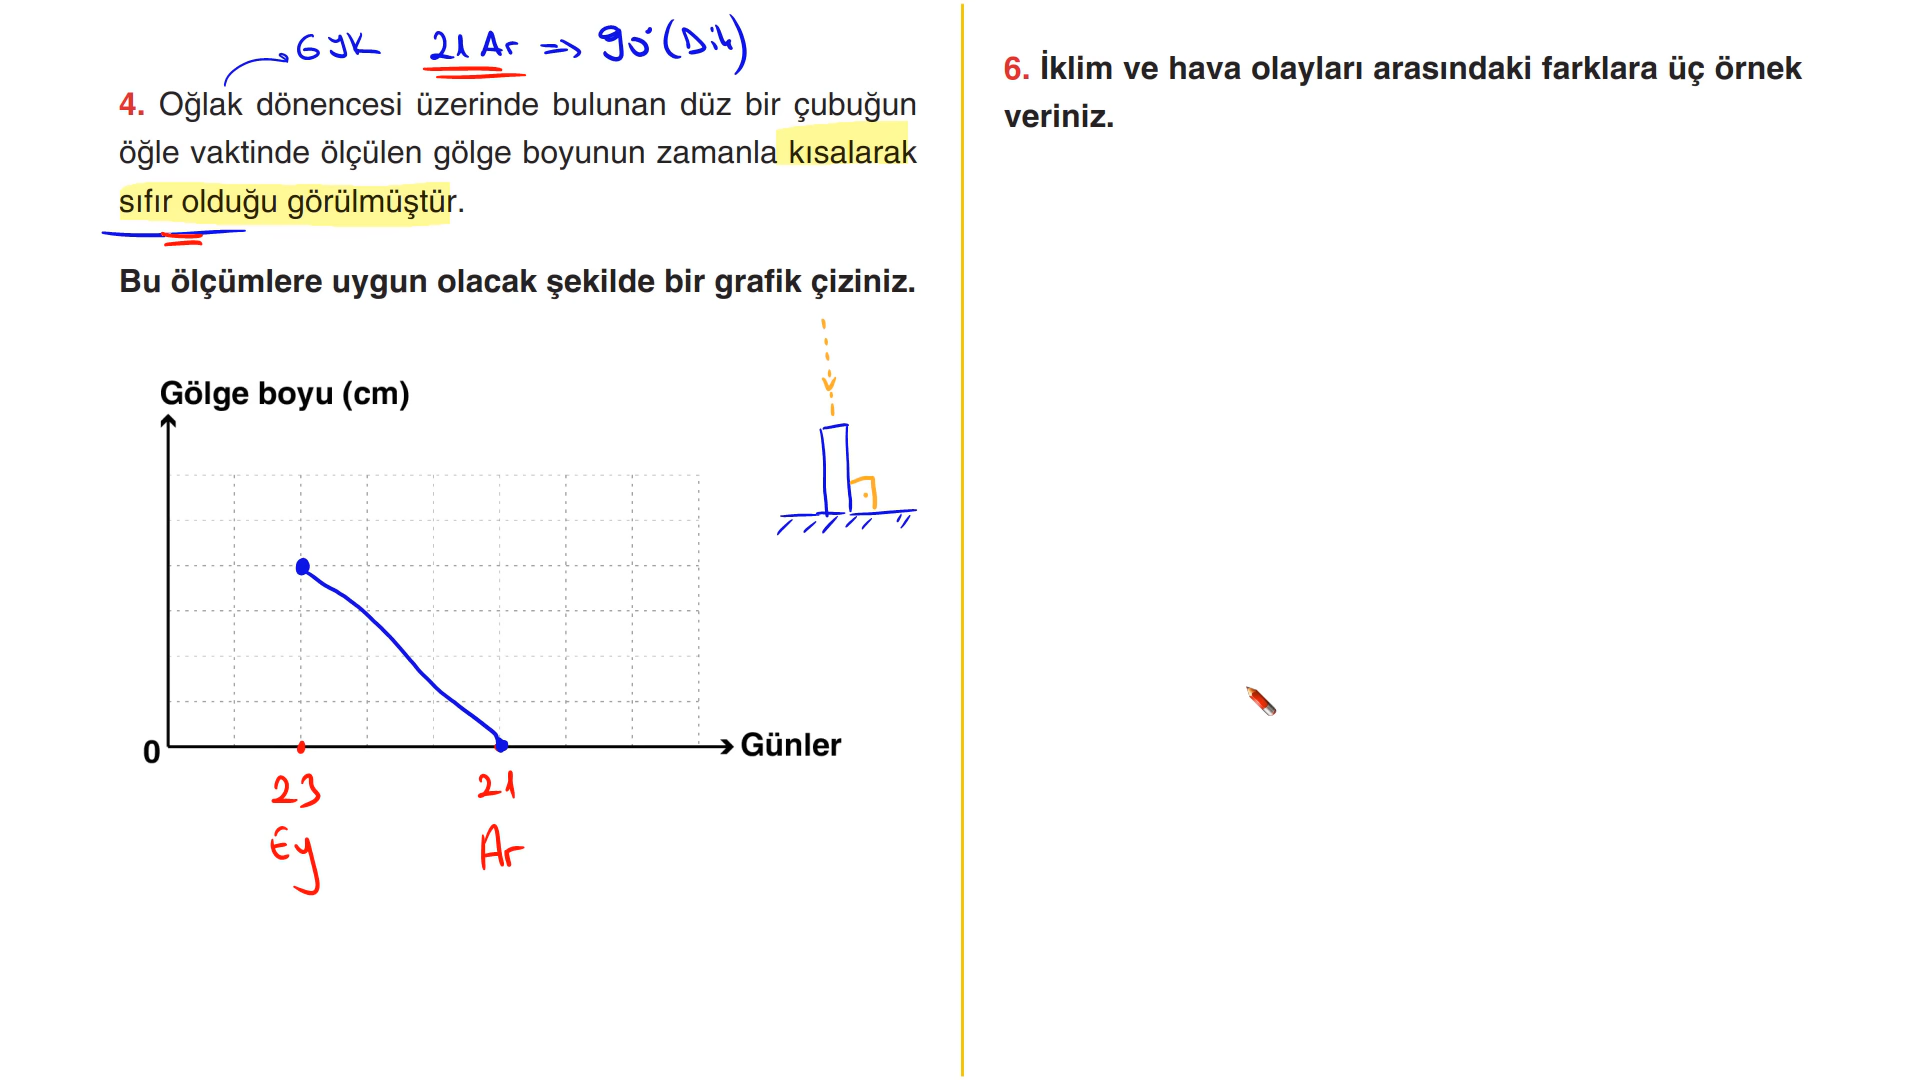 GYK 21 Ar ⇒ 90° (Dik)
4. Oğlak dönencesi üzerinde bulunan düz bir çubuğun
öğle vaktinde ölçülen gölge boyunun zamanla kısalarak
sıfır olduğu görülmüştür.
Bu ölçümlere uygun olacak şekilde bir grafik çiziniz.
Gölge boyu (cm)
0
Günler
23
Ey
21
Ar
6. İklim ve hava olayları arasındaki farklara üç örnek
veriniz.